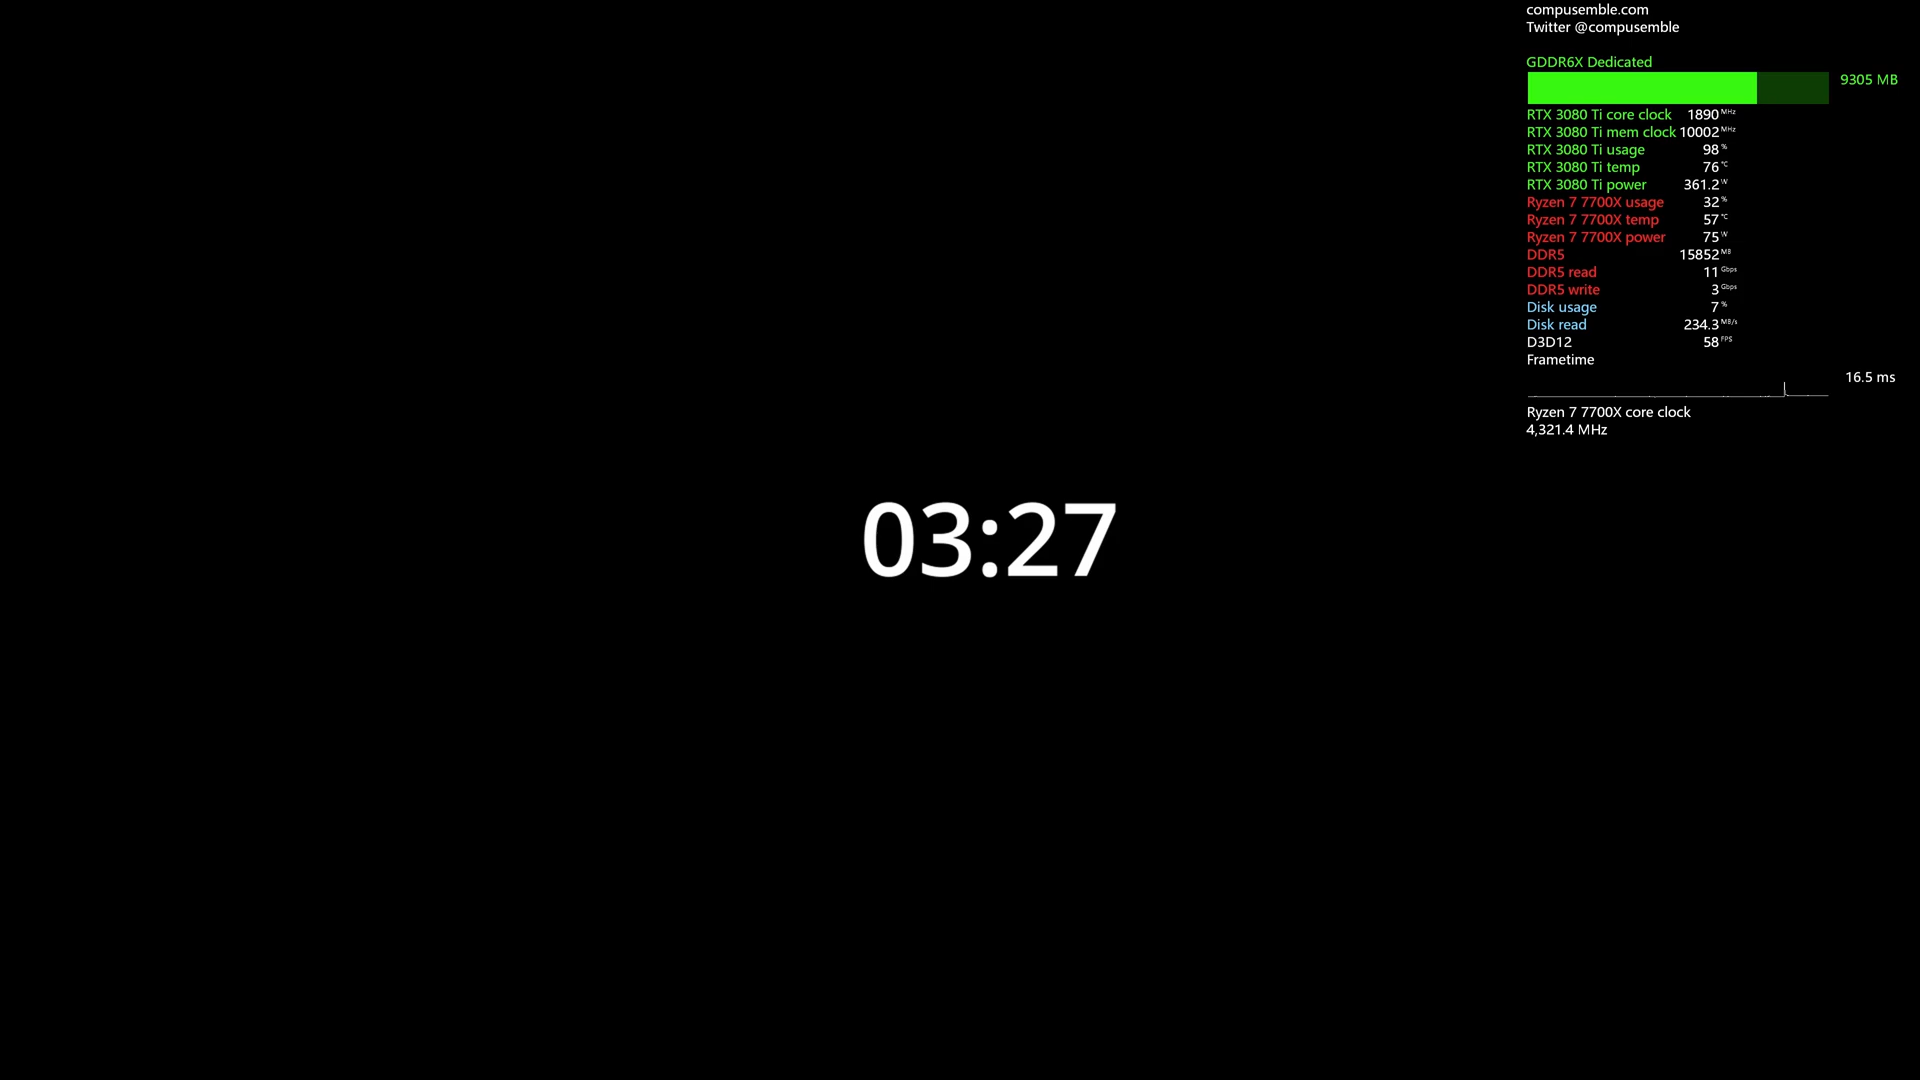 compusemble.com
Twitter @compusemble
GDDR6X Dedicated
9305 MB
RTX 3080 Ti core clock 1890 MHz
RTX 3080 Ti mem clock 10002 MHz
RTX 3080 Ti usage 98 %
RTX 3080 Ti temp 76 °C
RTX 3080 Ti power 361.2 W
Ryzen 7 7700X usage 32 %
Ryzen 7 7700X temp 57 °C
Ryzen 7 7700X power 75 W
DDR5 15852 MB
DDR5 read 11 Gbps
DDR5 write 3 Gbps
Disk usage 7 %
Disk read 234.3 MB/s
D3D12 58 FPS
Frametime
16.5 ms
Ryzen 7 7700X core clock
4,321.4 MHz
03:27